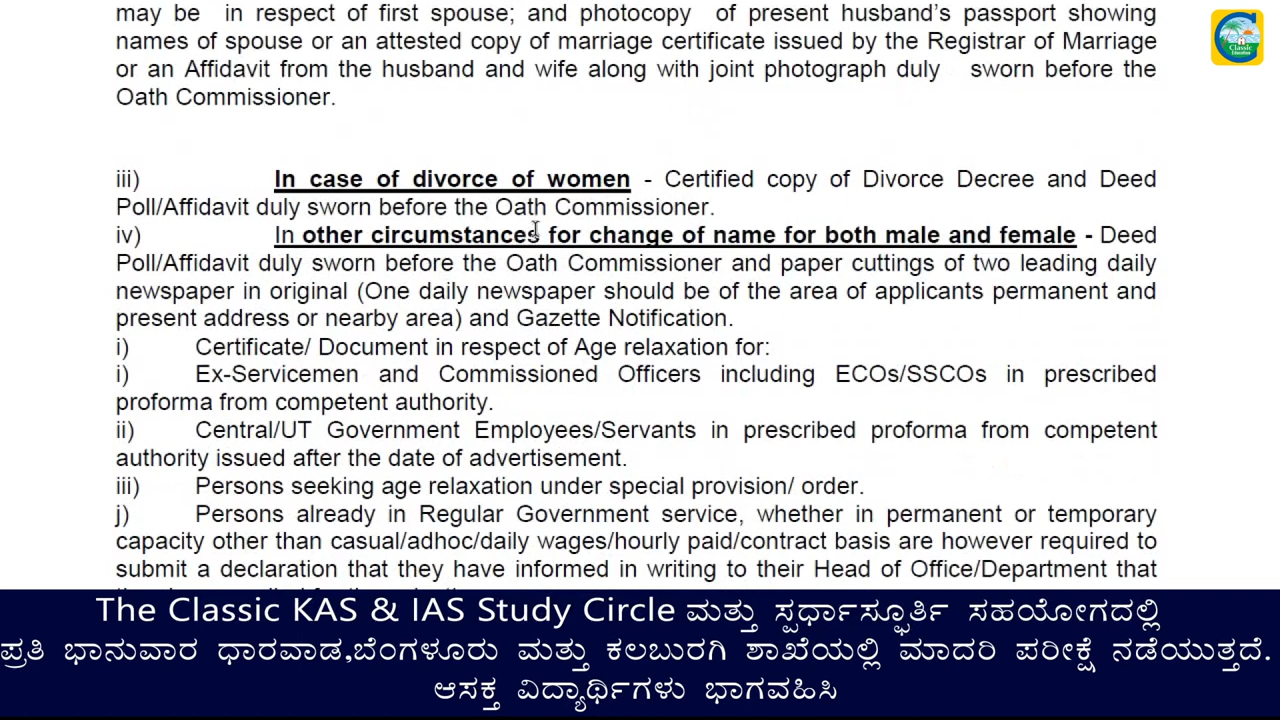 may be in respect of first spouse; and photocopy of present husband's passport showing
names of spouse or an attested copy of marriage certificate issued by the Registrar of Marriage
or an Affidavit from the husband and wife along with joint photograph duly sworn before the
Oath Commissioner.
Classic
Education
iii) In case of divorce of women - Certified copy of Divorce Decree and Deed
Poll/Affidavit duly sworn before the Oath Commissioner.
iv) In other circumstances for change of name for both male and female - Deed
Poll/Affidavit duly sworn before the Oath Commissioner and paper cuttings of two leading daily
newspaper in original (One daily newspaper should be of the area of applicants permanent and
present address or nearby area) and Gazette Notification.
i) Certificate/ Document in respect of Age relaxation for:
i) Ex-Servicemen and Commissioned Officers including ECOs/SSCOs in prescribed
proforma from competent authority.
ii) Central/UT Government Employees/Servants in prescribed proforma from competent
authority issued after the date of advertisement.
iii) Persons seeking age relaxation under special provision/ order.
j) Persons already in Regular Government service, whether in permanent or temporary
capacity other than casual/adhoc/daily wages/hourly paid/contract basis are however required to
submit a declaration that they have informed in writing to their Head of Office/Department that
The Classic KAS & IAS Study Circle ಮತ್ತು ಸ್ಪರ್ಧಾಸ್ಫೂರ್ತಿ ಸಹಯೋಗದಲ್ಲಿ
ಪ್ರತಿ ಭಾನುವಾರ ಧಾರವಾಡ,ಬೆಂಗಳೂರು ಮತ್ತು ಕಲಬುರಗಿ ಶಾಖೆಯಲ್ಲಿ ಮಾದರಿ ಪರೀಕ್ಷೆ ನಡೆಯುತ್ತದೆ.
ಆಸಕ್ತ ವಿದ್ಯಾರ್ಥಿಗಳು ಭಾಗವಹಿಸಿ